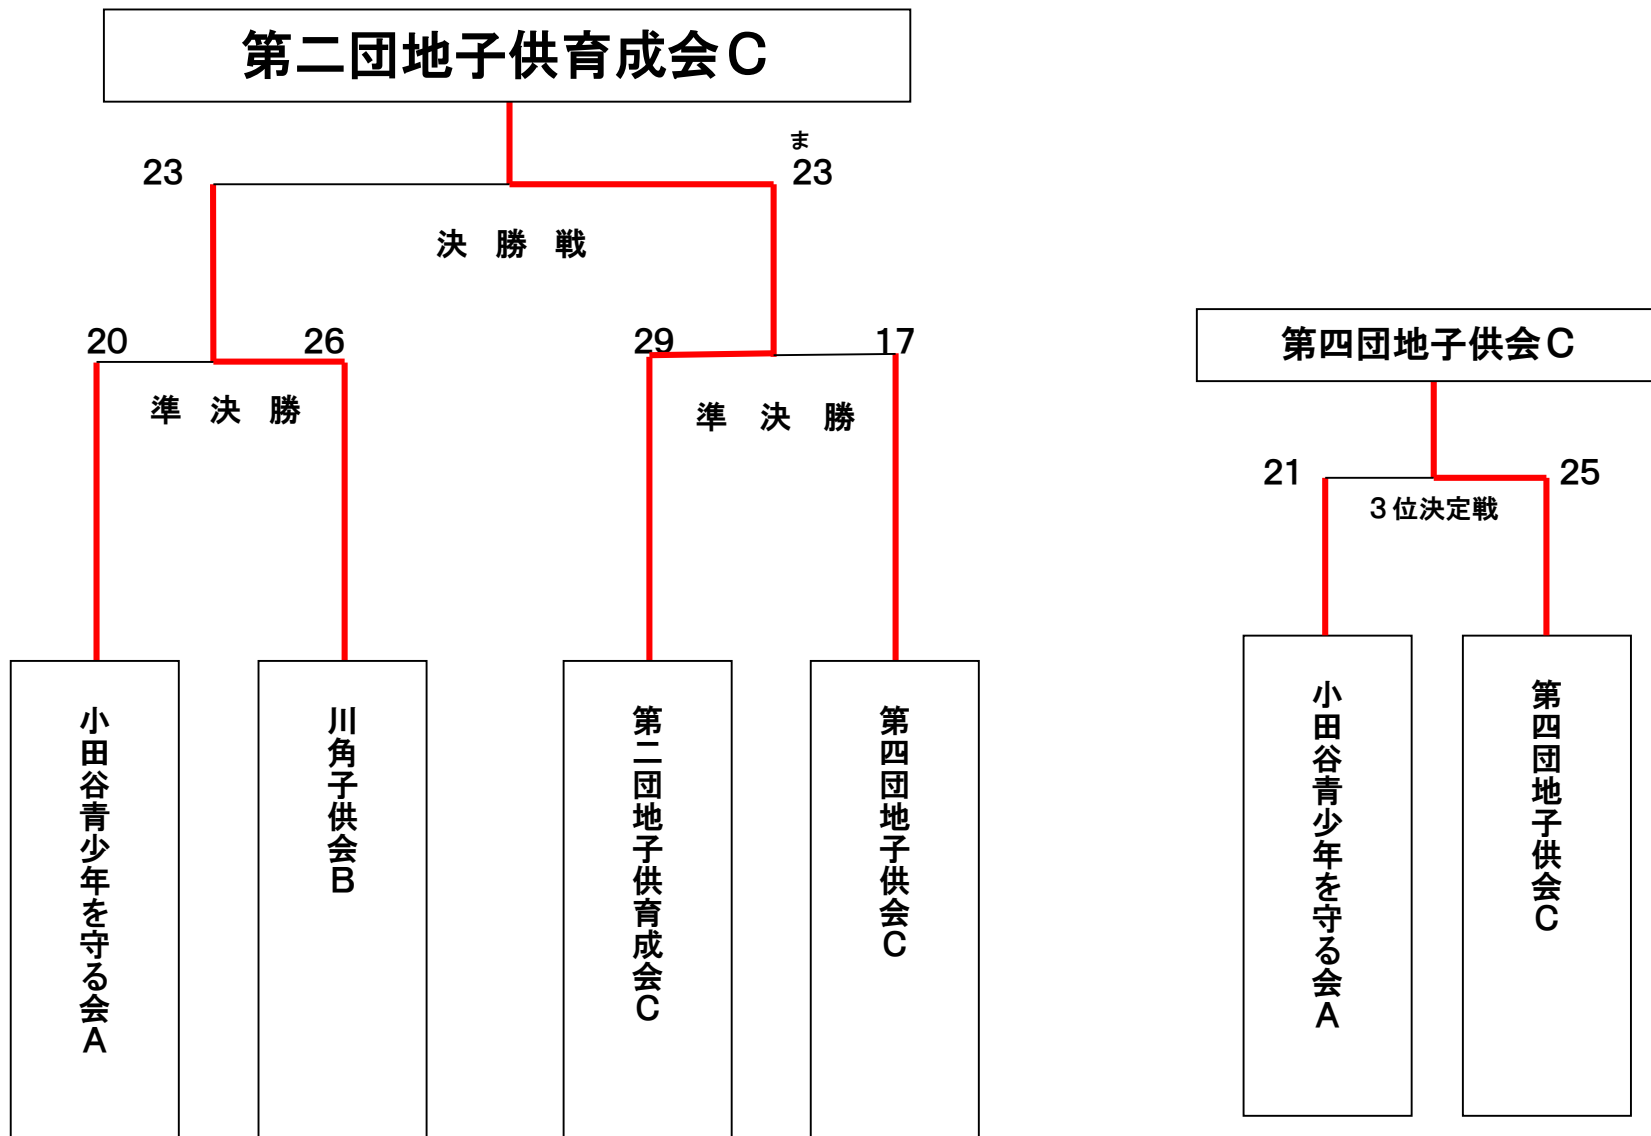 第二団地子供育成会C
ま
23
23
決 勝 戦
20
26
29
17
準 決 勝
準 決 勝
小田谷青少年を守る会A
川角子供会B
第二団地子供育成会C
第四団地子供会C
第四団地子供会C
21
25
3位決定戦
小田谷青少年を守る会A
第四団地子供会C